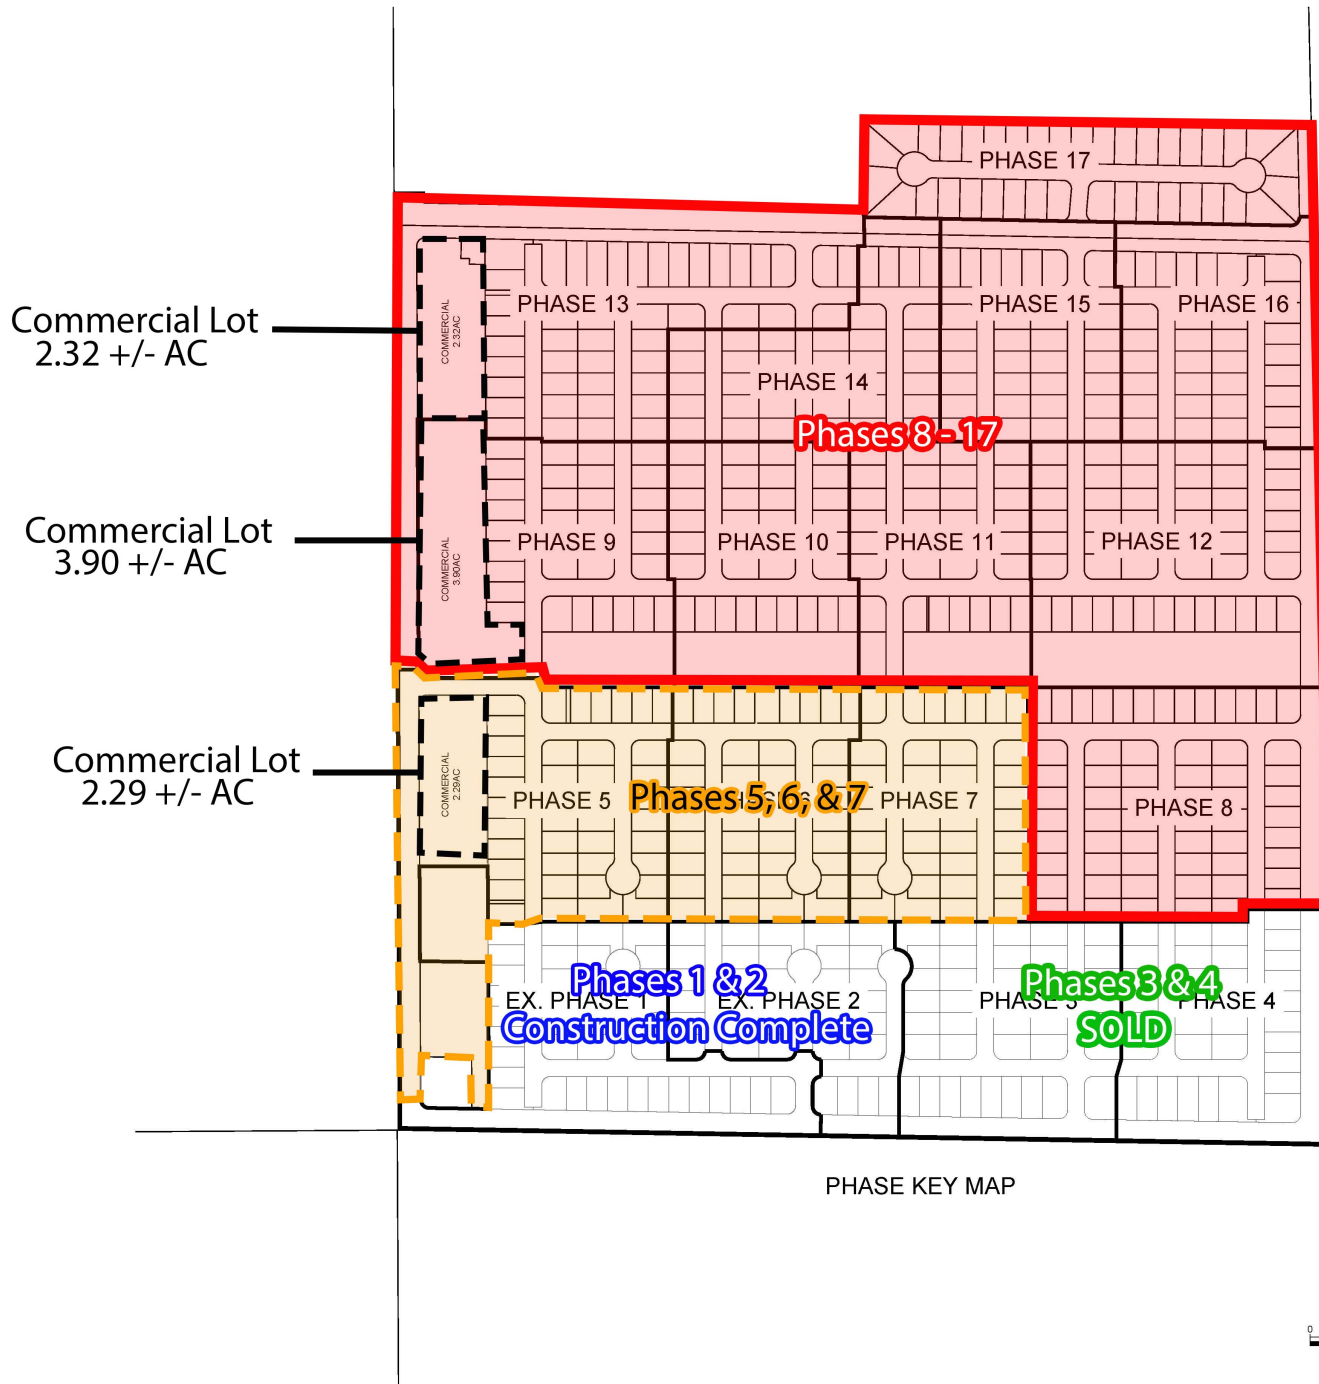 PHASE 17
PHASE 13
PHASE 15
PHASE 16
Commercial Lot
2.32 +/- AC
COMMERCIAL
2.32AC
PHASE 14
Phases 8 - 17
Commercial Lot
3.90 +/- AC
COMMERCIAL
3.90AC
PHASE 9
PHASE 10
PHASE 11
PHASE 12
Commercial Lot
2.29 +/- AC
COMMERCIAL
2.29AC
PHASE 5
Phases 5, 6, & 7
PHASE 7
PHASE 8
Phases 1 & 2
Construction Complete
EX. PHASE 1
EX. PHASE 2
Phases 3 & 4
SOLD
PHASE 3
PHASE 4
PHASE KEY MAP
0